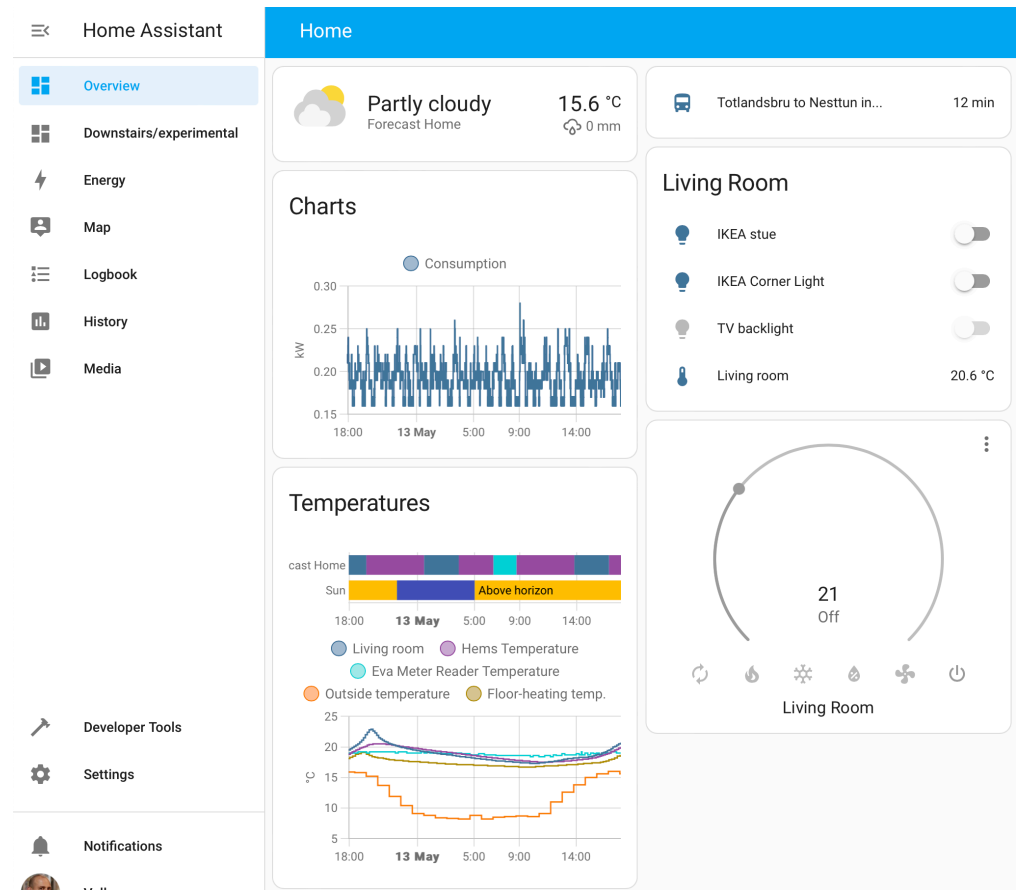 Home Assistant
Overview
Downstairs/experimental
Energy
Map
Logbook
History
Media
Developer Tools
Settings
Notifications
Home
Partly cloudy
Forecast Home
15.6 °C
0 mm
Charts
Consumption
0.30
0.25
0.20
0.15
kW
18:00 13 May 5:00 9:00 14:00
Temperatures
cast Home
Sun Above horizon
18:00 13 May 5:00 9:00 14:00
Living room Hems Temperature
Eva Meter Reader Temperature
Outside temperature Floor-heating temp.
25
20
15
10
5
°C
18:00 13 May 5:00 9:00 14:00
Totlandsbru to Nesttun in... 12 min
Living Room
IKEA stue
IKEA Corner Light
TV backlight
Living room 20.6 °C
21
Off
Living Room